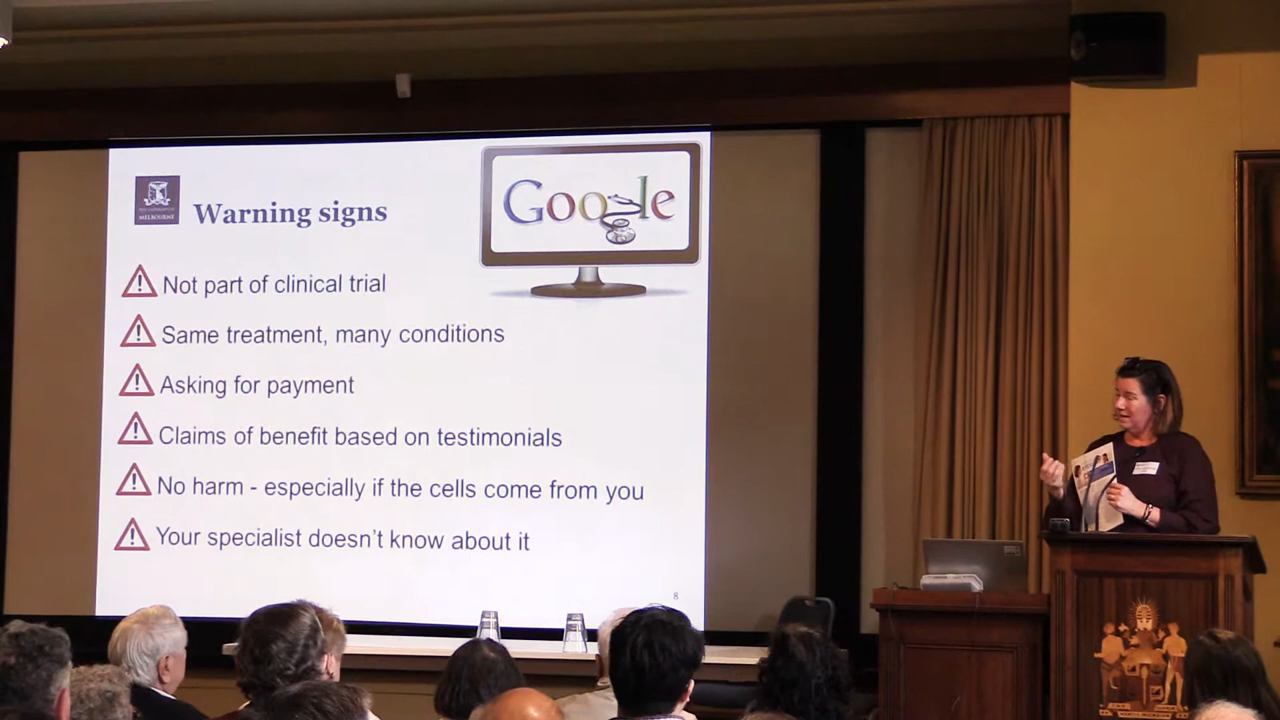 MELBOURNE
Warning signs
Google
Not part of clinical trial
Same treatment, many conditions
Asking for payment
Claims of benefit based on testimonials
No harm - especially if the cells come from you
Your specialist doesn't know about it
8